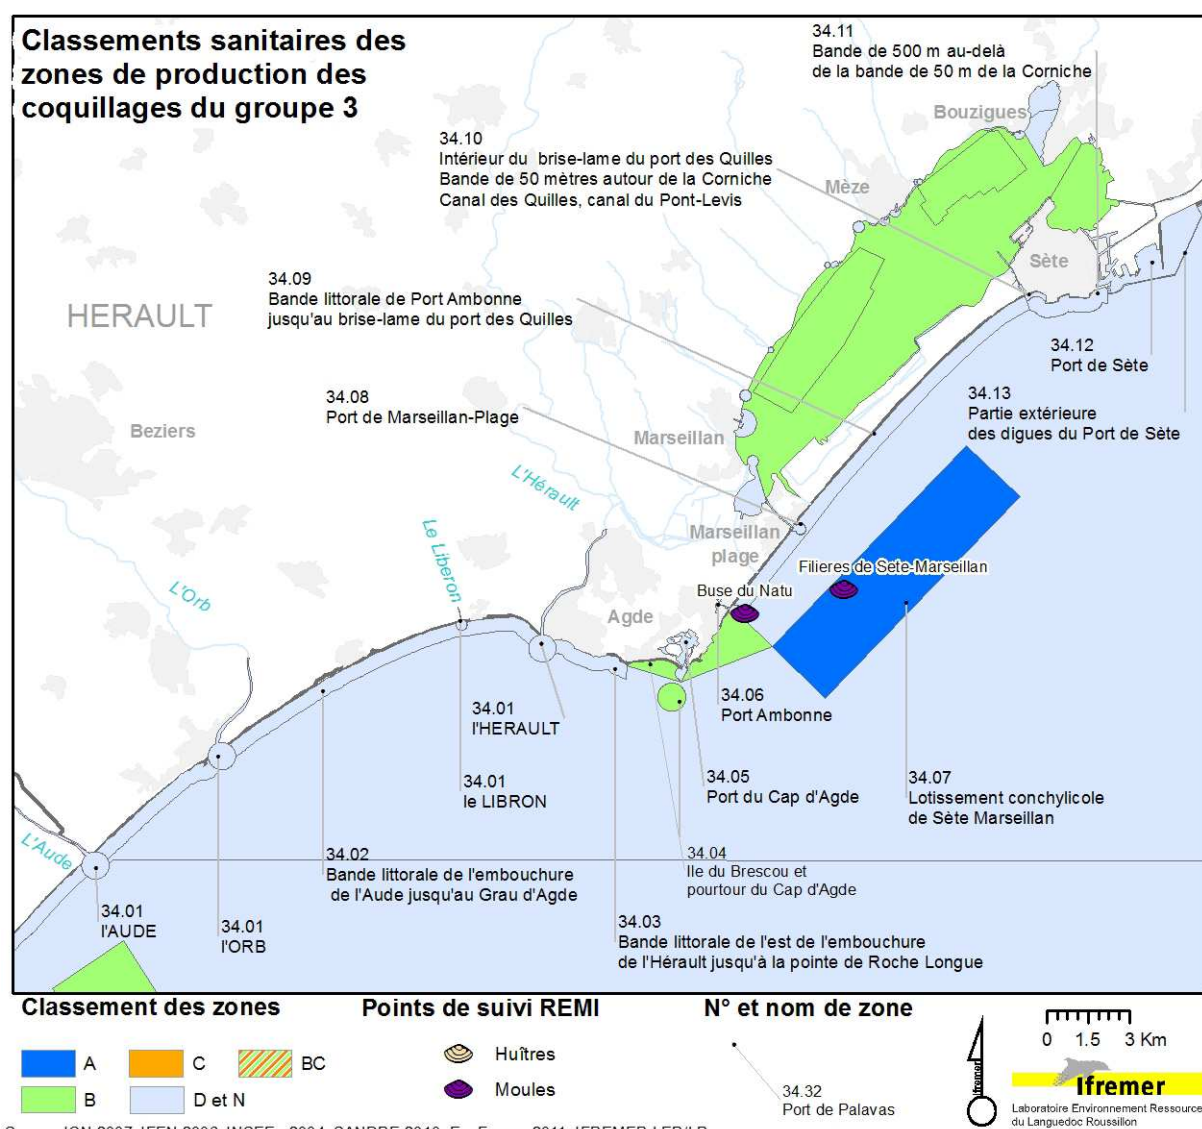 Classements sanitaires des
zones de production des
coquillages du groupe 3
34.11
Bande de 500 m au-delà
de la bande de 50 m de la Corniche
Bouzigues
34.10
Intérieur du brise-lame du port des Quilles
Bande de 50 mètres autour de la Corniche
Canal des Quilles, canal du Pont-Levis
Mèze
Sète
34.09
Bande littorale de Port Ambonne
jusqu'au brise-lame du port des Quilles
HERAULT
34.12
Port de Sète
34.08
Port de Marseillan-Plage
34.13
Partie extérieure
des digues du Port de Sète
Beziers
Marseillan
L'Hérault
Le Liberon
Marseillan
plage
Filieres de Sete-Marseillan
Buse du Natu
L'Orb
Agde
34.06
Port Ambonne
34.01
l'HERAULT
34.05
Port du Cap d'Agde
34.07
Lotissement conchylicole
de Sète Marseillan
34.01
le LIBRON
L'Aude
34.02
Bande littorale de l'embouchure
de l'Aude jusqu'au Grau d'Agde
34.04
Ile du Brescou et
pourtour du Cap d'Agde
34.01
l'AUDE
34.01
l'ORB
34.03
Bande littorale de l'est de l'embouchure
de l'Hérault jusqu'à la pointe de Roche Longue
Classement des zones
A
C
BC
B
D et N
Points de suivi REMI
Huîtres
Moules
N° et nom de zone
34.32
Port de Palavas
0 1.5 3 Km
Ifremer
Laboratoire Environnement Ressource
du Languedoc Roussillon